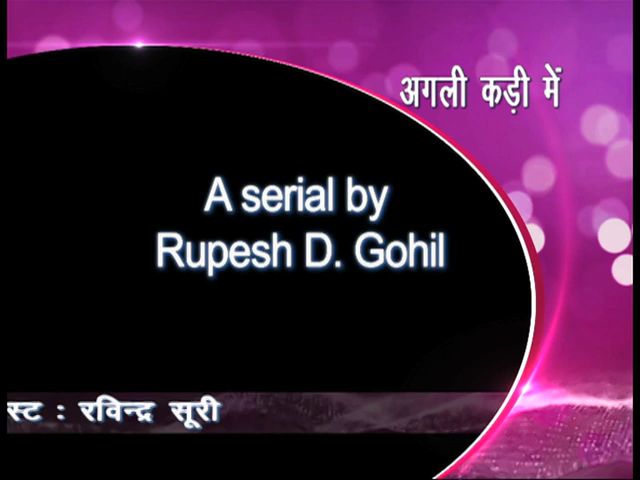 अगली कड़ी में
A serial by
Rupesh D. Gohil
स्ट : रविन्द्र सूरी